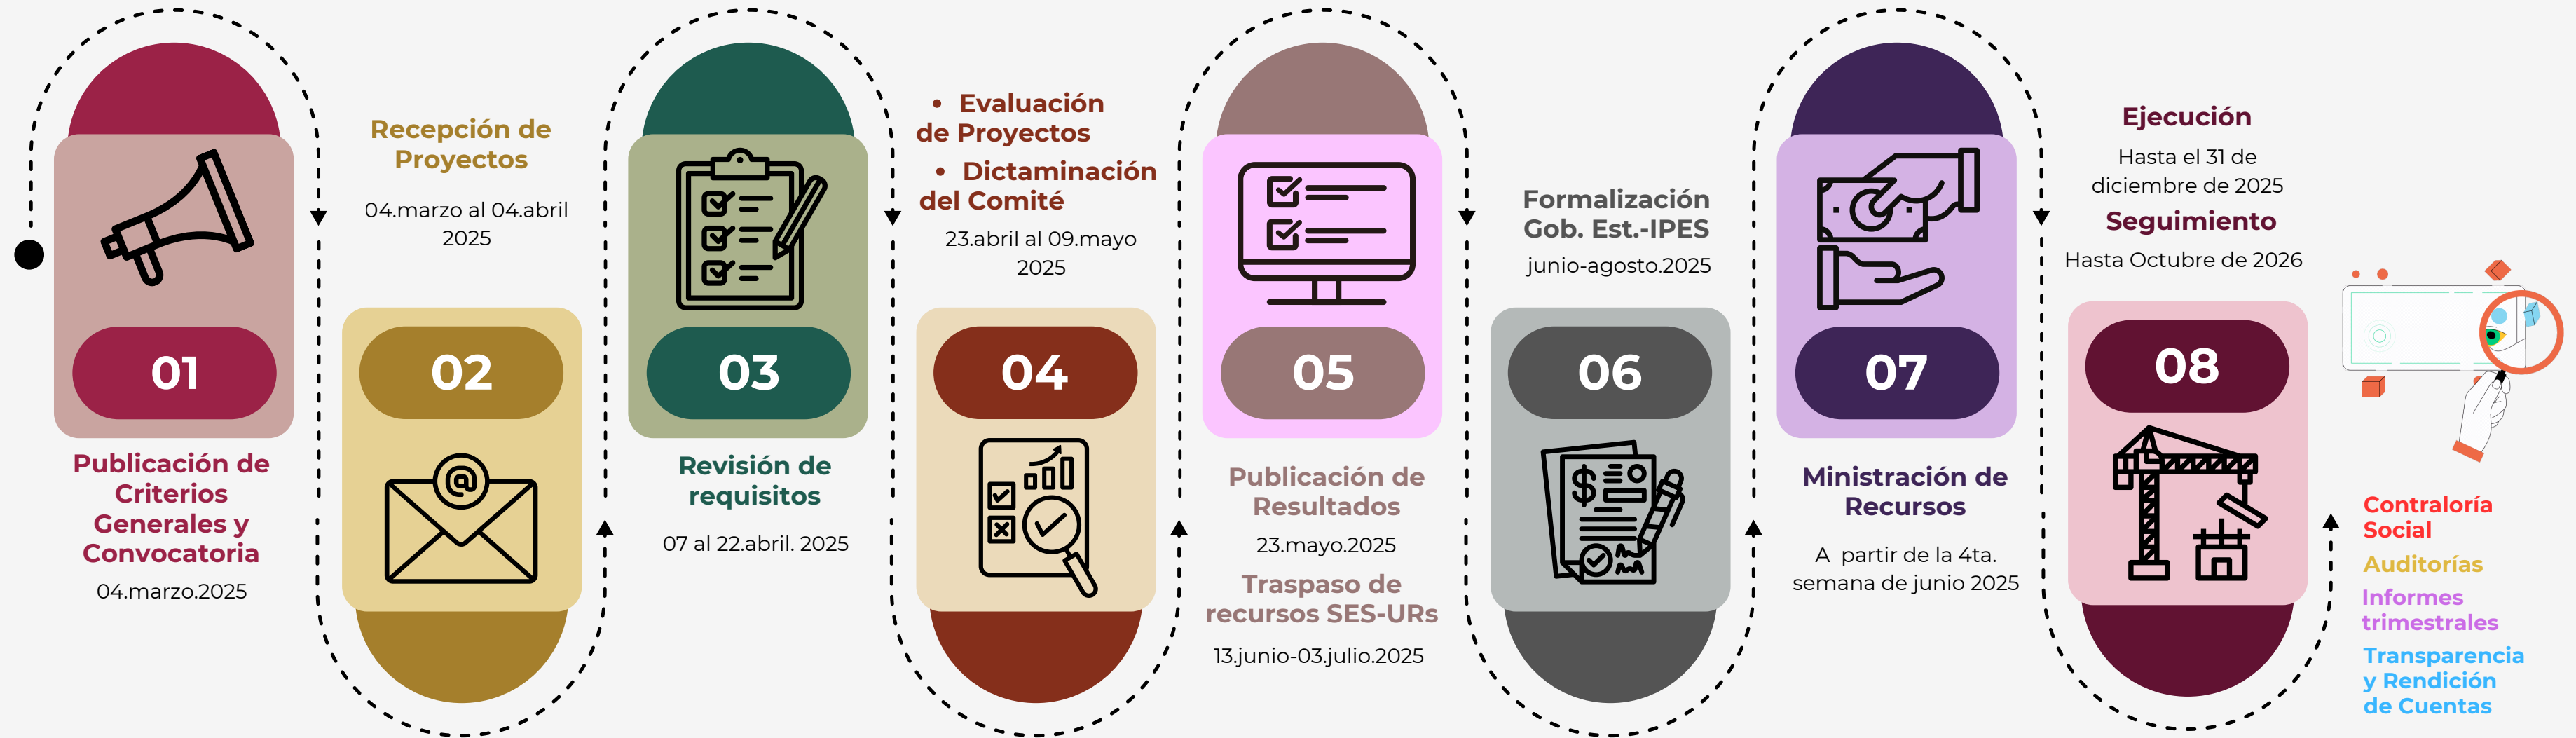 01
Publicación de
Criterios
Generales y
Convocatoria
04.marzo.2025
Recepción de
Proyectos
04.marzo al 04.abril
2025
02
@
03
Revisión de
requisitos
07 al 22.abril. 2025
• Evaluación
de Proyectos
• Dictaminación
del Comité
23.abril al 09.mayo
2025
04
05
Publicación de
Resultados
23.mayo.2025
Traspaso de
recursos SES-URs
13.junio-03.julio.2025
Formalización
Gob. Est.-IPES
junio-agosto.2025
06
$
07
Ministración de
Recursos
A partir de la 4ta.
semana de junio 2025
Ejecución
Hasta el 31 de
diciembre de 2025
Seguimiento
Hasta Octubre de 2026
08
Contraloría
Social
Auditorías
Informes
trimestrales
Transparencia
y Rendición
de Cuentas